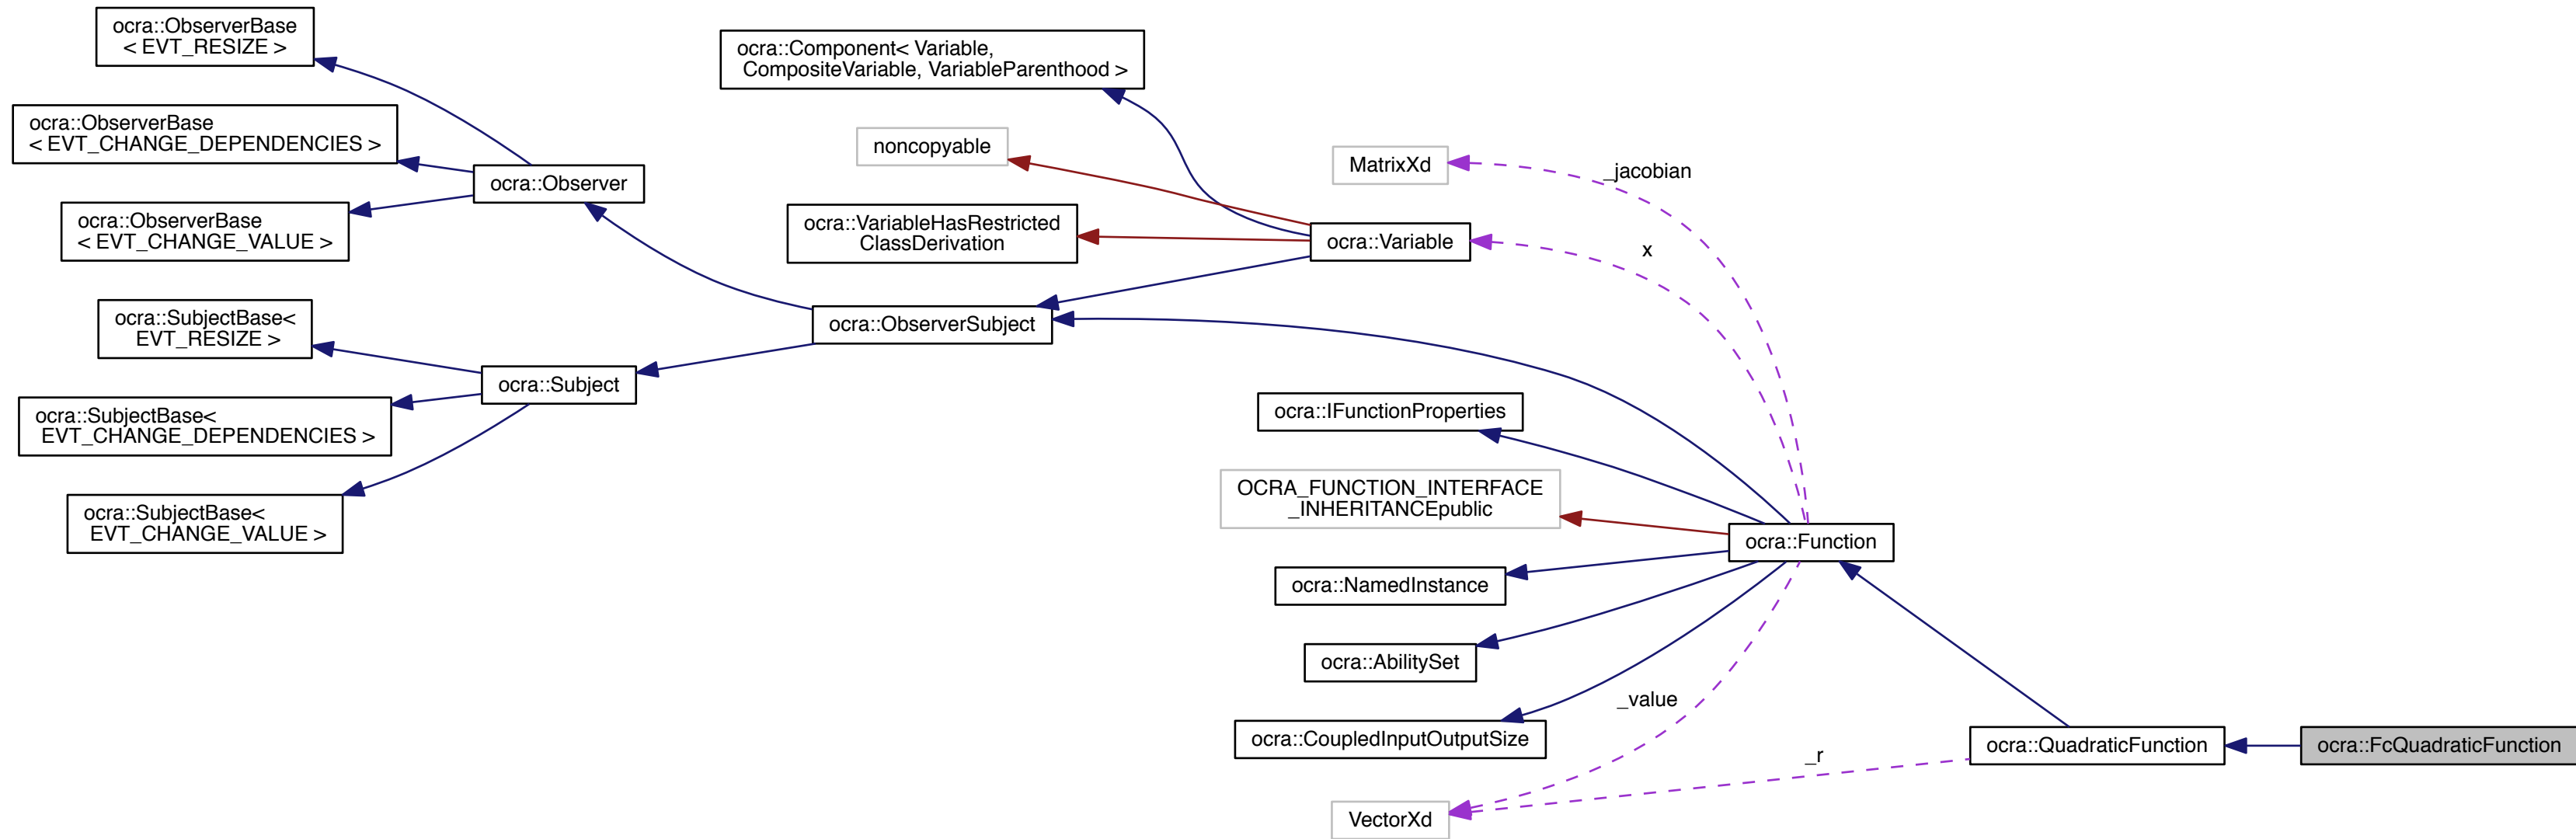 ocra::ObserverBase
< EVT_RESIZE >
ocra::ObserverBase
< EVT_CHANGE_DEPENDENCIES >
ocra::ObserverBase
< EVT_CHANGE_VALUE >
ocra::SubjectBase<
EVT_RESIZE >
ocra::SubjectBase<
EVT_CHANGE_DEPENDENCIES >
ocra::SubjectBase<
EVT_CHANGE_VALUE >
ocra::Observer
ocra::Subject
ocra::Component< Variable,
CompositeVariable, VariableParenthood >
noncopyable
ocra::VariableHasRestricted
ClassDerivation
ocra::ObserverSubject
MatrixXd
ocra::Variable
_jacobian
x
ocra::IFunctionProperties
OCRA_FUNCTION_INTERFACE
_INHERITANCEpublic
ocra::NamedInstance
ocra::AbilitySet
ocra::CoupledInputOutputSize
VectorXd
ocra::Function
_value
_r
ocra::QuadraticFunction
ocra::FcQuadraticFunction